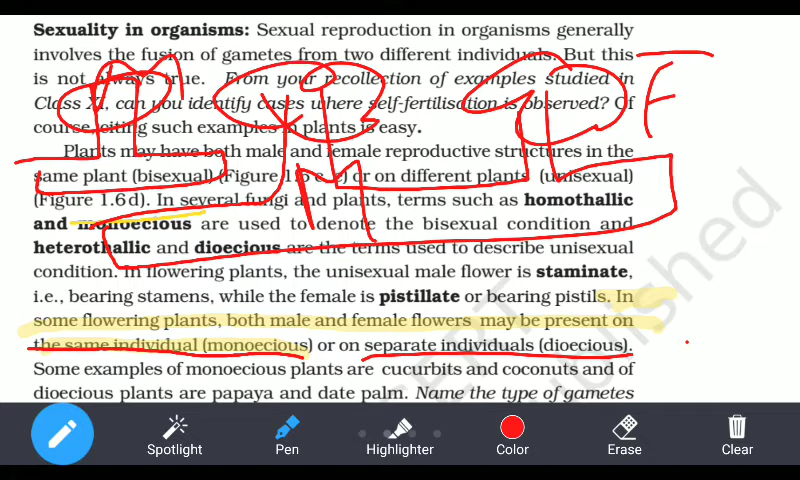 Sexuality in organisms: Sexual reproduction in organisms generally
involves the fusion of gametes from two different individuals. But this
is not always true. From your recollection of examples studied in
Class XI, can you identify cases where self-fertilisation is observed? Of
course, citing such examples in plants is easy.
Plants may have both male and female reproductive structures in the
same plant (bisexual) (Figure 1.6 c, e) or on different plants (unisexual)
(Figure 1.6d). In several fungi and plants, terms such as homothallic
and monoecious are used to denote the bisexual condition and
heterothallic and dioecious are the terms used to describe unisexual
condition. In flowering plants, the unisexual male flower is staminate,
i.e., bearing stamens, while the female is pistillate or bearing pistils. In
some flowering plants, both male and female flowers may be present on
the same individual (monoecious) or on separate individuals (dioecious).
Some examples of monoecious plants are cucurbits and coconuts and of
dioecious plants are papaya and date palm. Name the type of gametes
Spotlight Pen Highlighter Color Erase Clear